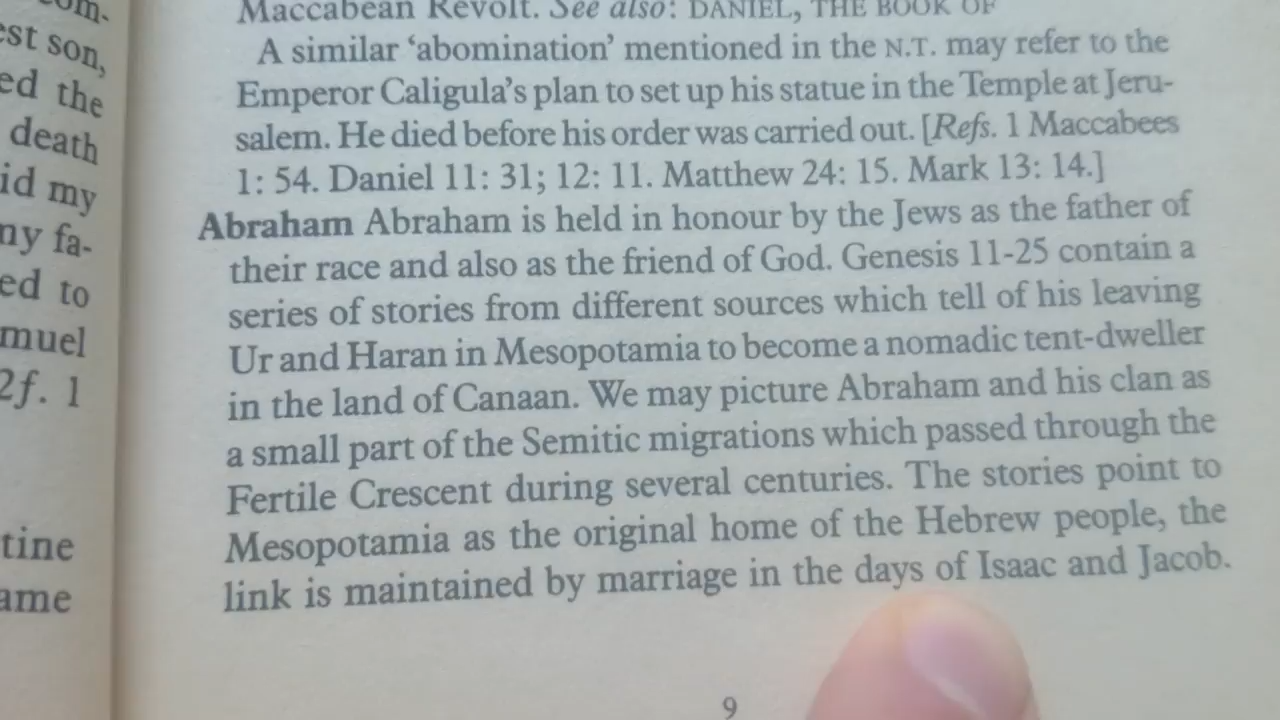 est son,
ed the
death
id my
ny fa-
ed to
muel
2f. 1
tine
ame
Maccabean Revolt. See also: DANIEL, THE BOOK OF
A similar ‘abomination’ mentioned in the N.T. may refer to the
Emperor Caligula’s plan to set up his statue in the Temple at Jeru-
salem. He died before his order was carried out. [Refs. 1 Maccabees
1: 54. Daniel 11: 31; 12: 11. Matthew 24: 15. Mark 13: 14.]
Abraham Abraham is held in honour by the Jews as the father of
their race and also as the friend of God. Genesis 11-25 contain a
series of stories from different sources which tell of his leaving
Ur and Haran in Mesopotamia to become a nomadic tent-dweller
in the land of Canaan. We may picture Abraham and his clan as
a small part of the Semitic migrations which passed through the
Fertile Crescent during several centuries. The stories point to
Mesopotamia as the original home of the Hebrew people, the
link is maintained by marriage in the days of Isaac and Jacob.
9